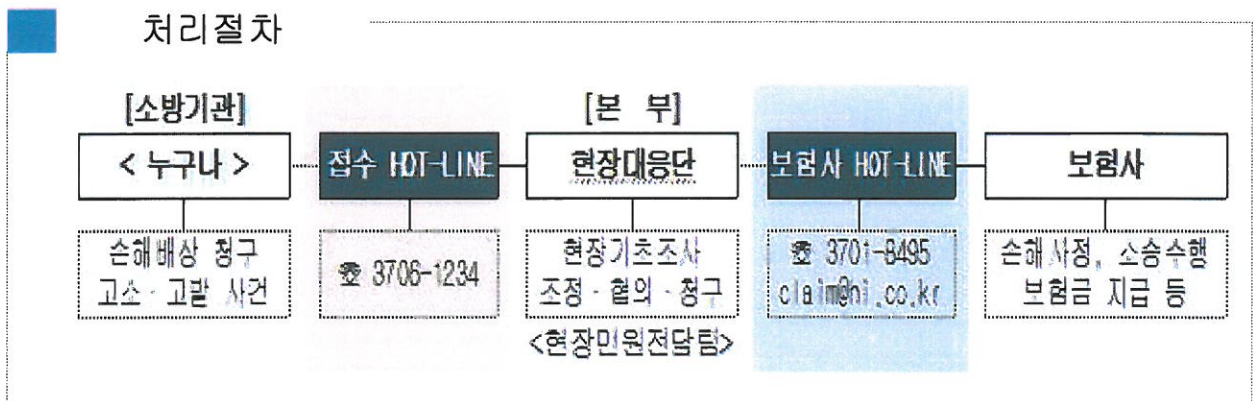 처리절차
[소방기관]
[본 부]
< 누구나 >
접수 HOT-LINE
현장대응단
보험사 HOT-LINE
보험사
손해배상 청구
고소·고발 사건
☎ 3706-1234
현장기초조사
조정·협의·청구
☎ 3701-8495
손해사정, 소송수행
보험금 지급 등
<현장민원전담팀>